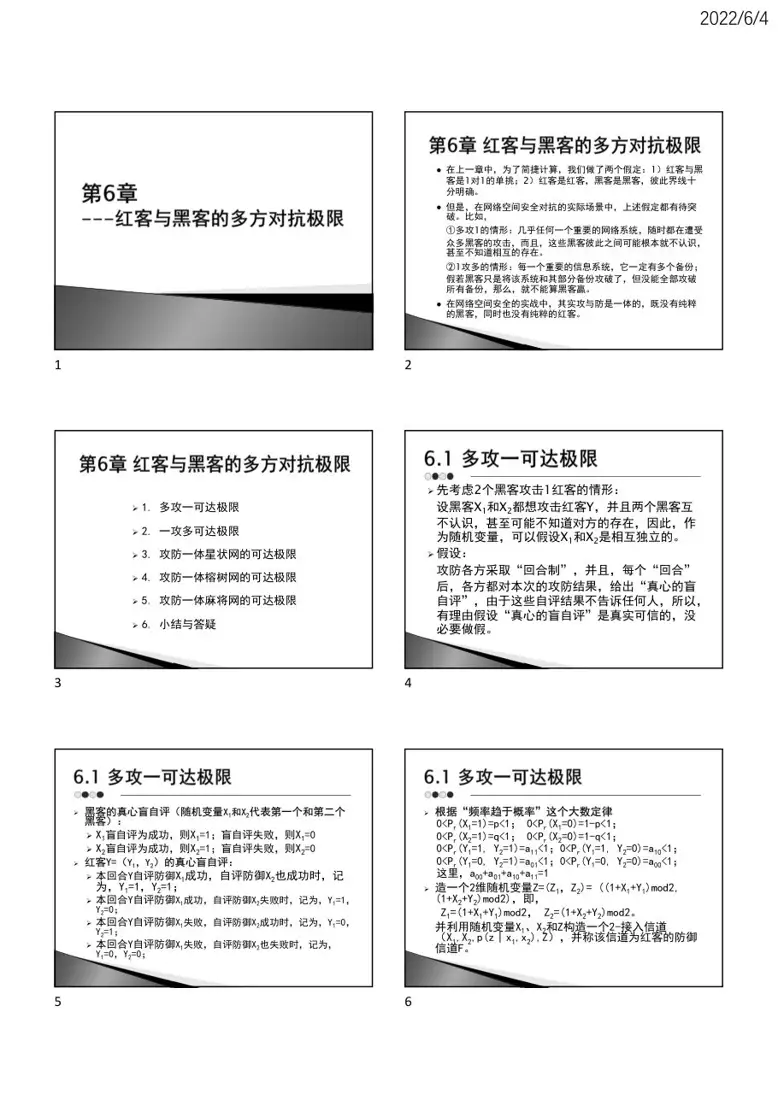 2022/6/4
第6章
---红客与黑客的多方对抗极限
1
第6章 红客与黑客的多方对抗极限
● 在上一章中，为了简捷计算，我们做了两个假定：1）红客与黑
客是1对1的单挑；2）红客是红客，黑客是黑客，彼此界线十
分明确。
● 但是，在网络空间安全对抗的实际场景中，上述假定都有待突
破。比如，
①多攻1的情形：几乎任何一个重要的网络系统，随时都在遭受
众多黑客的攻击，而且，这些黑客彼此之间可能根本就不认识，
甚至不知道相互的存在。
②1攻多的情形：每一个重要的信息系统，它一定有多个备份；
假若黑客只是将该系统和其部分备份攻破了，但没能全部攻破
所有备份，那么，就不能算黑客赢。
● 在网络空间安全的实战中，其实攻与防是一体的，既没有纯粹
的黑客，同时也没有纯粹的红客。
2
第6章 红客与黑客的多方对抗极限
➢ 1. 多攻一可达极限
➢ 2. 一攻多可达极限
➢ 3. 攻防一体星状网的可达极限
➢ 4. 攻防一体榕树网的可达极限
➢ 5. 攻防一体麻将网的可达极限
➢ 6. 小结与答疑
3
6.1 多攻一可达极限
➢ 先考虑2个黑客攻击1红客的情形：
设黑客X₁和X₂都想攻击红客Y，并且两个黑客互
不认识，甚至可能不知道对方的存在，因此，作
为随机变量，可以假设X₁和X₂是相互独立的。
➢ 假设：
攻防各方采取“回合制”，并且，每个“回合”
后，各方都对本次的攻防结果，给出“真心的盲
自评”，由于这些自评结果不告诉任何人，所以，
有理由假设“真心的盲自评”是真实可信的，没
必要做假。
4
6.1 多攻一可达极限
➢ 黑客的真心盲自评（随机变量X₁和X₂代表第一个和第二个
黑客）：
➢ X₁盲自评为成功，则X₁=1；盲自评失败，则X₁=0
➢ X₂盲自评为成功，则X₂=1；盲自评失败，则X₂=0
➢ 红客Y=（Y₁，Y₂）的真心盲自评：
➢ 本回合Y自评防御X₁成功，自评防御X₂也成功时，记
为，Y₁=1，Y₂=1；
➢ 本回合Y自评防御X₁成功，自评防御X₂失败时，记为，Y₁=1，
Y₂=0；
➢ 本回合Y自评防御X₁失败，自评防御X₂成功时，记为，Y₁=0，
Y₂=1；
➢ 本回合Y自评防御X₁失败，自评防御X₂也失败时，记为，
Y₁=0，Y₂=0；
5
6.1 多攻一可达极限
➢ 根据“频率趋于概率”这个大数定律
0<Pᵣ(X₁=1)=p<1； 0<Pᵣ(X₁=0)=1-p<1；
0<Pᵣ(X₂=1)=q<1； 0<Pᵣ(X₂=0)=1-q<1；
0<Pᵣ(Y₁=1, Y₂=1)=a₁₁<1；0<Pᵣ(Y₁=1, Y₂=0)=a₁₀<1；
0<Pᵣ(Y₁=0, Y₂=1)=a₀₁<1；0<Pᵣ(Y₁=0, Y₂=0)=a₀₀<1；
这里，a₀₀+a₀₁+a₁₀+a₁₁=1
➢ 造一个2维随机变量Z=(Z₁, Z₂) = ((1+X₁+Y₁)mod2,
(1+X₂+Y₂)mod2)，即，
Z₁=(1+X₁+Y₁)mod2， Z₂=(1+X₂+Y₂)mod2。
并利用随机变量X₁、X₂和Z构造一个2-接入信道
（X₁,X₂,p(z｜x₁,x₂),Z），并称该信道为红客的防御
信道F。
6